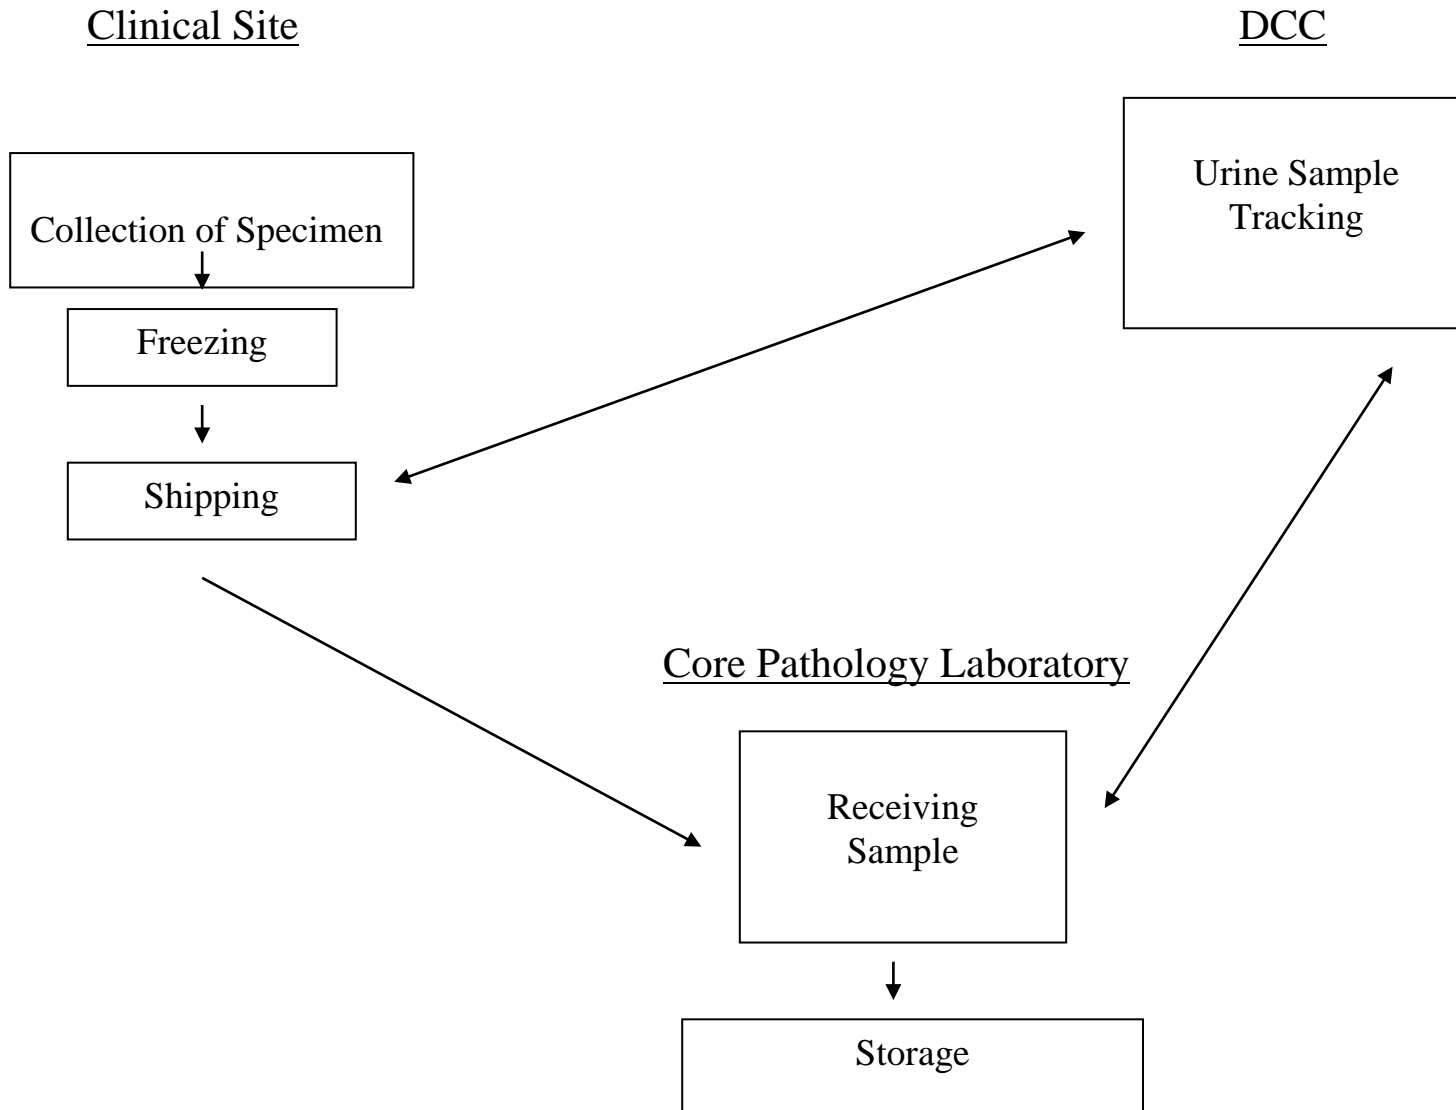 Clinical Site
DCC
Urine Sample
Tracking
Collection of Specimen
Freezing
Shipping
Core Pathology Laboratory
Receiving
Sample
Storage